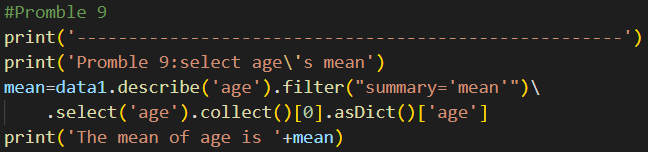 #Promble 9
print('------------------------------------------------------')
print('Promble 9:select age\'s mean')
mean=data1.describe('age').filter("summary='mean'")\
    .select('age').collect()[0].asDict()['age']
print('The mean of age is '+mean)